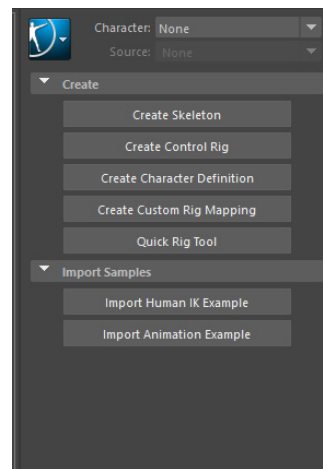 Character: None
Source: None
Create
Create Skeleton
Create Control Rig
Create Character Definition
Create Custom Rig Mapping
Quick Rig Tool
Import Samples
Import Human IK Example
Import Animation Example